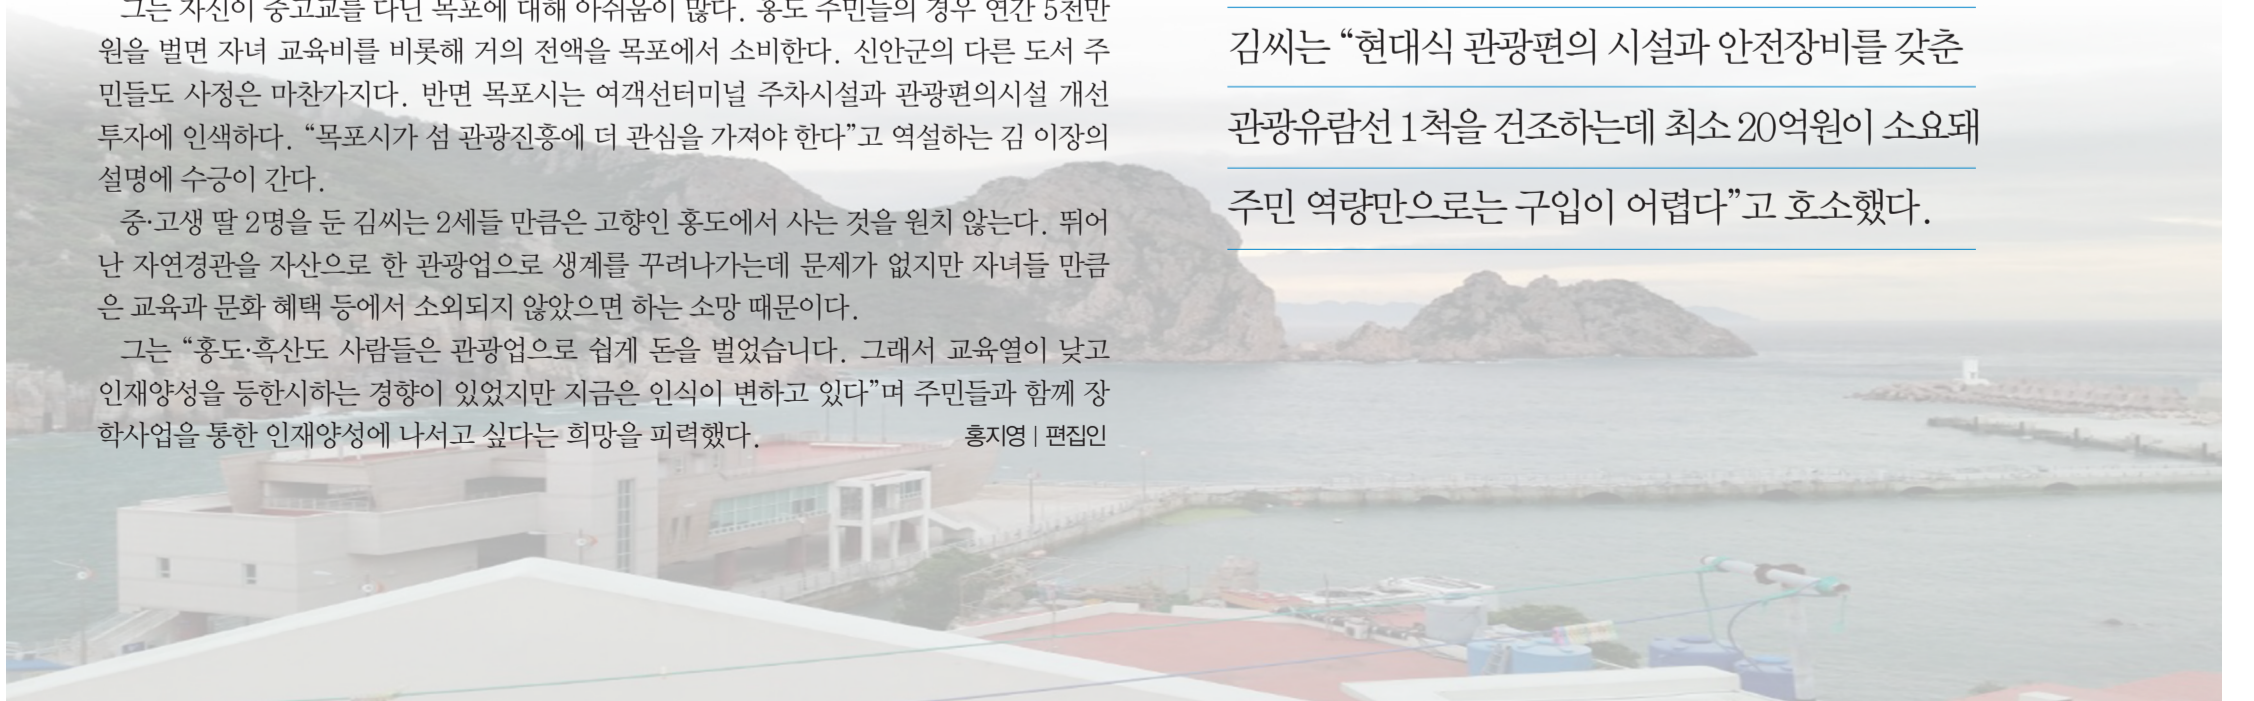 그는 자신이 중고교를 다닌 목포에 대해 아쉬움이 많다. 홍도 주민들의 경우 연간 5천만
원을 벌면 자녀 교육비를 비롯해 거의 전액을 목포에서 소비한다. 신안군의 다른 도서 주
민들도 사정은 마찬가지다. 반면 목포시는 여객선터미널 주차시설과 관광편의시설 개선
투자에 인색하다. “목포시가 섬 관광진흥에 더 관심을 가져야 한다”고 역설하는 김 이장의
설명에 수긍이 간다.
중·고생 딸 2명을 둔 김씨는 2세들 만큼은 고향인 홍도에서 사는 것을 원치 않는다. 뛰어
난 자연경관을 자산으로 한 관광업으로 생계를 꾸려나가는데 문제가 없지만 자녀들 만큼
은 교육과 문화 혜택 등에서 소외되지 않았으면 하는 소망 때문이다.
그는 “홍도·흑산도 사람들은 관광업으로 쉽게 돈을 벌었습니다. 그래서 교육열이 낮고
인재양성을 등한시하는 경향이 있었지만 지금은 인식이 변하고 있다”며 주민들과 함께 장
학사업을 통한 인재양성에 나서고 싶다는 희망을 피력했다.
홍지영 | 편집인
김씨는 “현대식 관광편의 시설과 안전장비를 갖춘
관광유람선 1척을 건조하는데 최소 20억원이 소요돼
주민 역량만으로는 구입이 어렵다”고 호소했다.